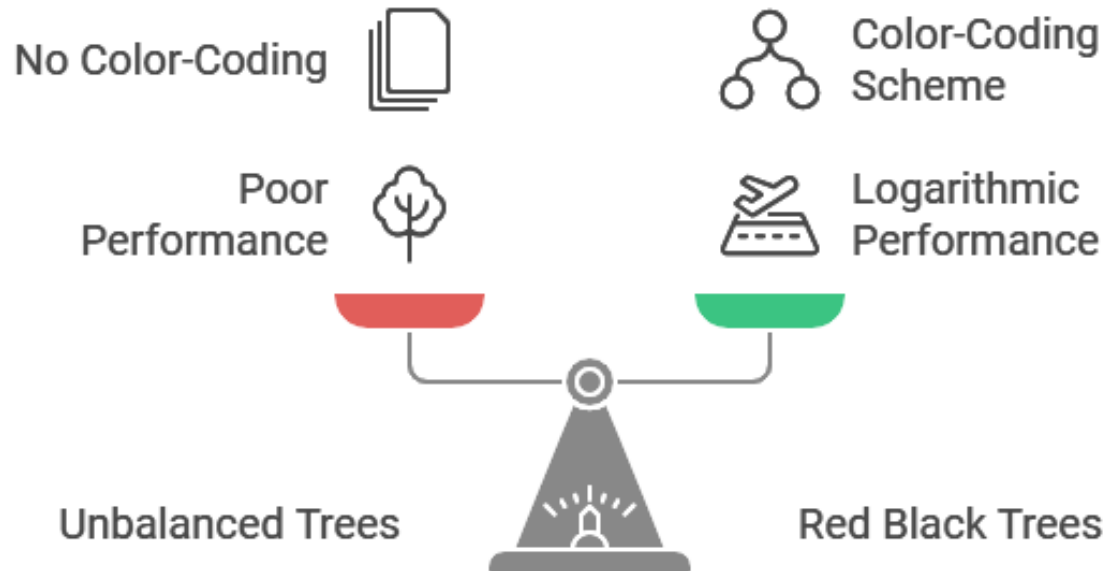 No Color-Coding
Color-Coding
Scheme
Poor
Performance
Logarithmic
Performance
Unbalanced Trees
Red Black Trees